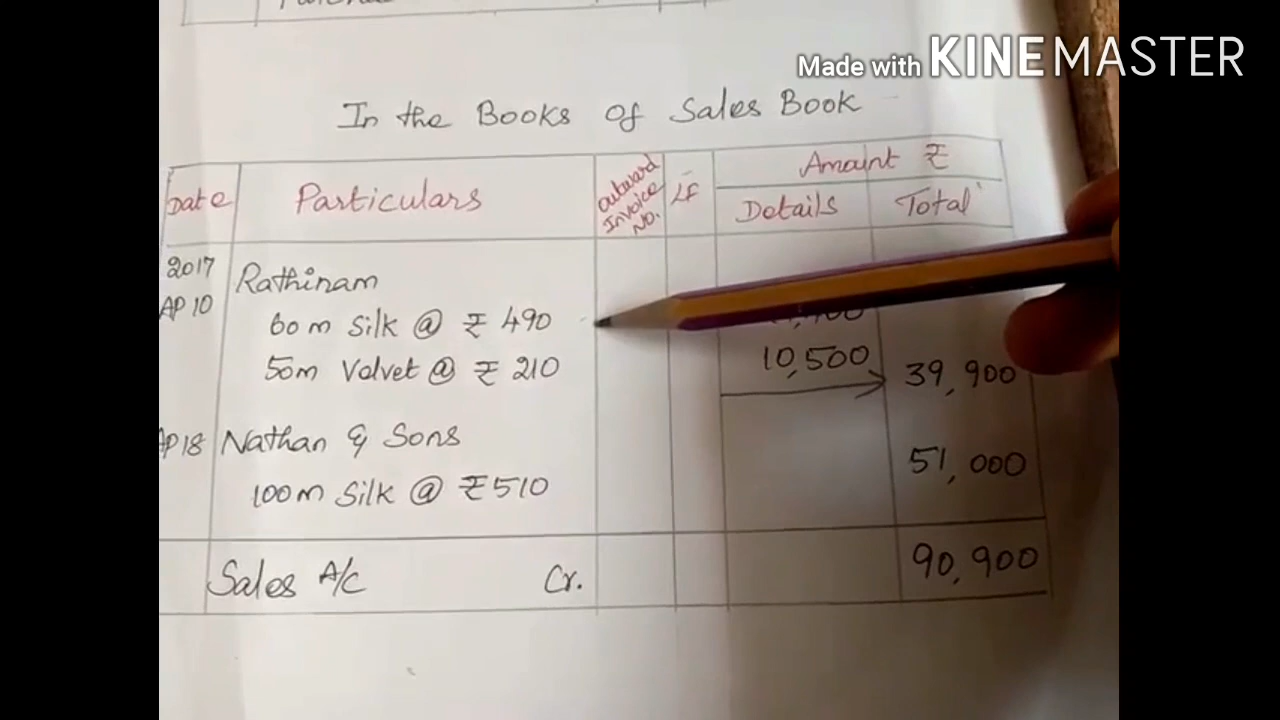 Made with KINEMASTER
In the Books of Sales Book
Date Particulars Outward Invoice No. LF Amount ₹
Details Total
2017
AP 10 Rathinam
60m Silk @ ₹ 490
50m Valvet @ ₹ 210 10,500 39,900
AP 18 Nathan & Sons
100m Silk @ ₹ 510 51,000
Sales A/c Cr. 90,900